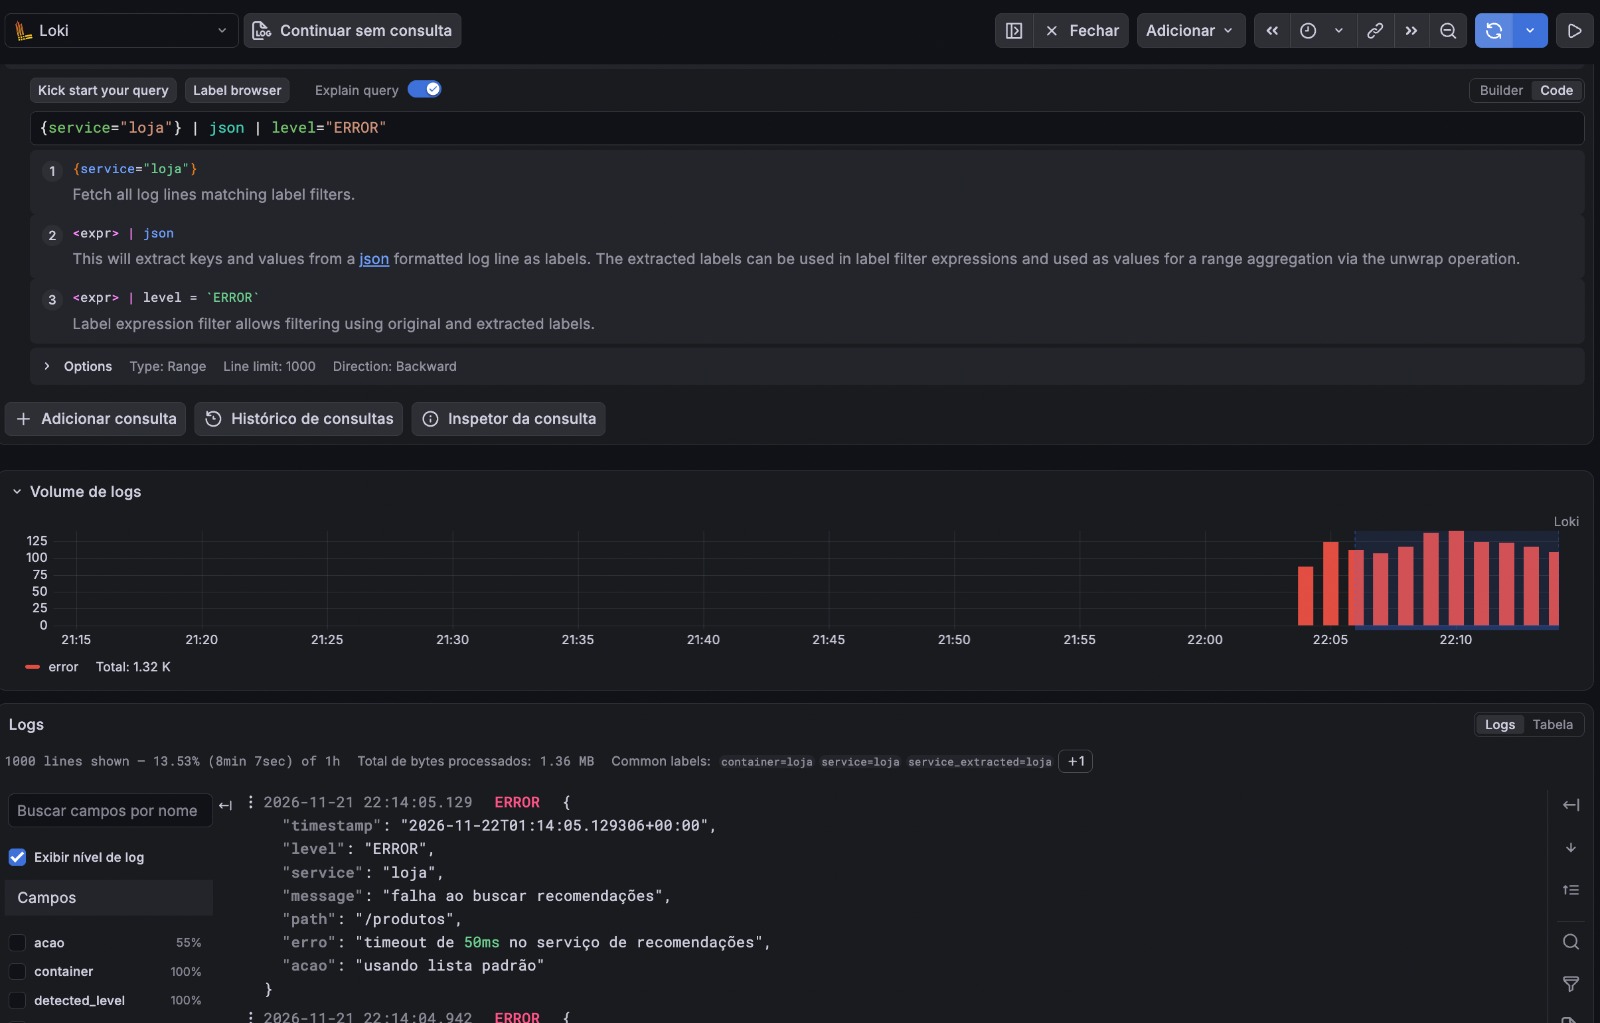 Loki
Continuar sem consulta
Fechar
Adicionar
Kick start your query
Label browser
Explain query
Builder
Code
{service="loja"} | json | level="ERROR"
1
{service="loja"}
Fetch all log lines matching label filters.
2
<expr> | json
This will extract keys and values from a json formatted log line as labels. The extracted labels can be used in label filter expressions and used as values for a range aggregation via the unwrap operation.
3
<expr> | level = `ERROR`
Label expression filter allows filtering using original and extracted labels.
Options Type: Range Line limit: 1000 Direction: Backward
Adicionar consulta
Histórico de consultas
Inspetor da consulta
Volume de logs
Loki
125
100
75
50
25
0
21:15 21:20 21:25 21:30 21:35 21:40 21:45 21:50 21:55 22:00 22:05 22:10
error Total: 1.32 K
Logs
Logs
Tabela
1000 lines shown — 13.53% (8min 7sec) of 1h Total de bytes processados: 1.36 MB Common labels: container=loja service=loja service_extracted=loja +1
Buscar campos por nome
Exibir nível de log
Campos
acao 55%
container 100%
detected_level 100%
2026-11-21 22:14:05.129 ERROR {
"timestamp": "2026-11-22T01:14:05.129306+00:00",
"level": "ERROR",
"service": "loja",
"message": "falha ao buscar recomendações",
"path": "/produtos",
"erro": "timeout de 50ms no serviço de recomendações",
"acao": "usando lista padrão"
}
2026-11-21 22:14:04.942 ERROR {